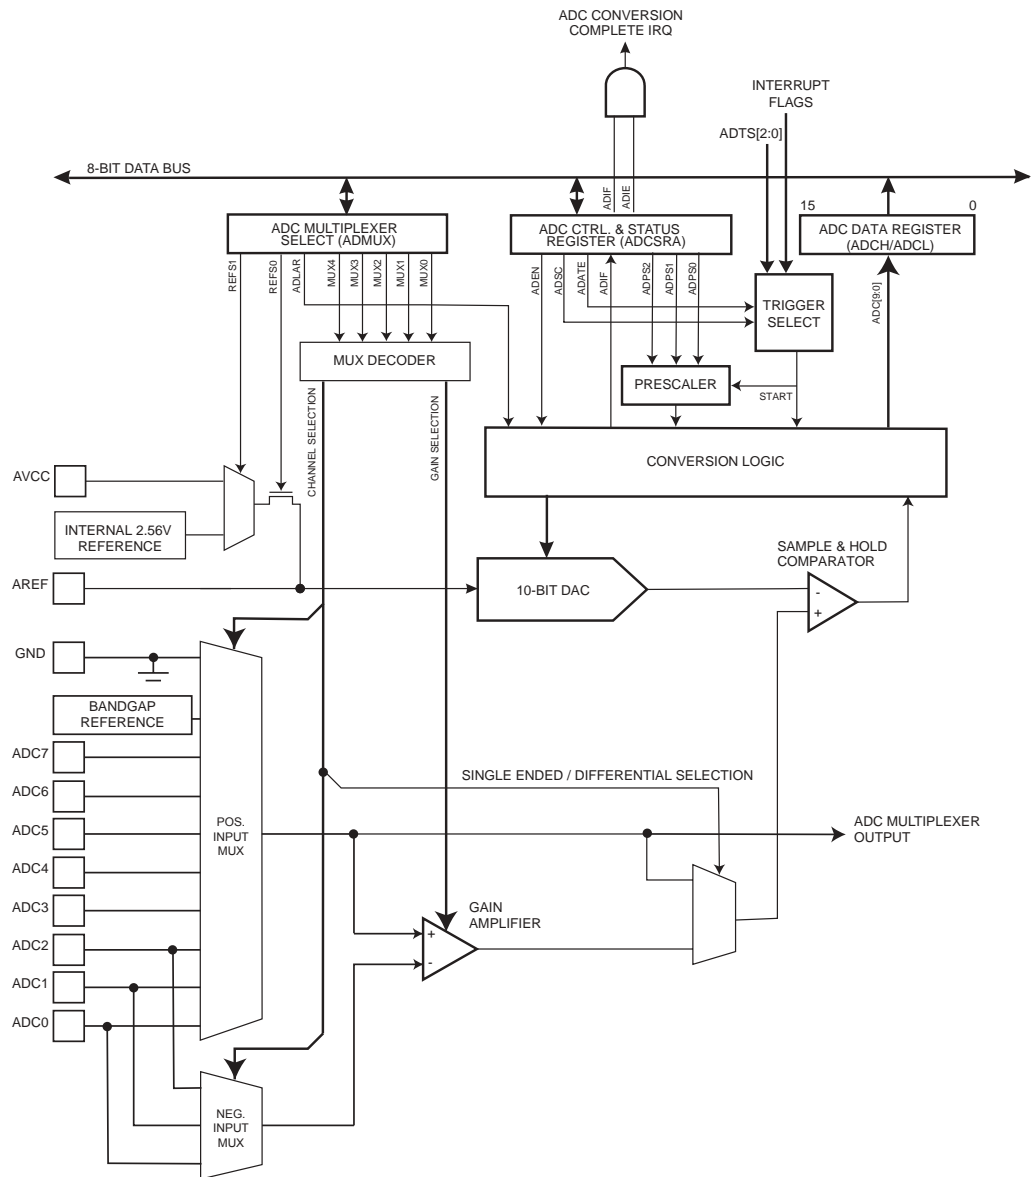 ADC CONVERSION
COMPLETE IRQ
INTERRUPT
FLAGS
ADTS[2:0]
8-BIT DATA BUS
ADIF
ADIE
15
0
ADC MULTIPLEXER
SELECT (ADMUX)
ADC CTRL. & STATUS
REGISTER (ADCSRA)
ADC DATA REGISTER
(ADCH/ADCL)
REFS1
REFS0
ADLAR
MUX4
MUX3
MUX2
MUX1
MUX0
ADEN
ADSC
ADATE
ADIF
ADPS2
ADPS1
ADPS0
ADC[9:0]
TRIGGER
SELECT
MUX DECODER
PRESCALER
START
CHANNEL SELECTION
GAIN SELECTION
CONVERSION LOGIC
AVCC
INTERNAL 2.56V
REFERENCE
SAMPLE & HOLD
COMPARATOR
AREF
10-BIT DAC
-
+
GND
BANDGAP
REFERENCE
ADC7
ADC6
ADC5
ADC4
ADC3
ADC2
ADC1
ADC0
SINGLE ENDED / DIFFERENTIAL SELECTION
POS.
INPUT
MUX
ADC MULTIPLEXER
OUTPUT
GAIN
AMPLIFIER
+
-
NEG.
INPUT
MUX